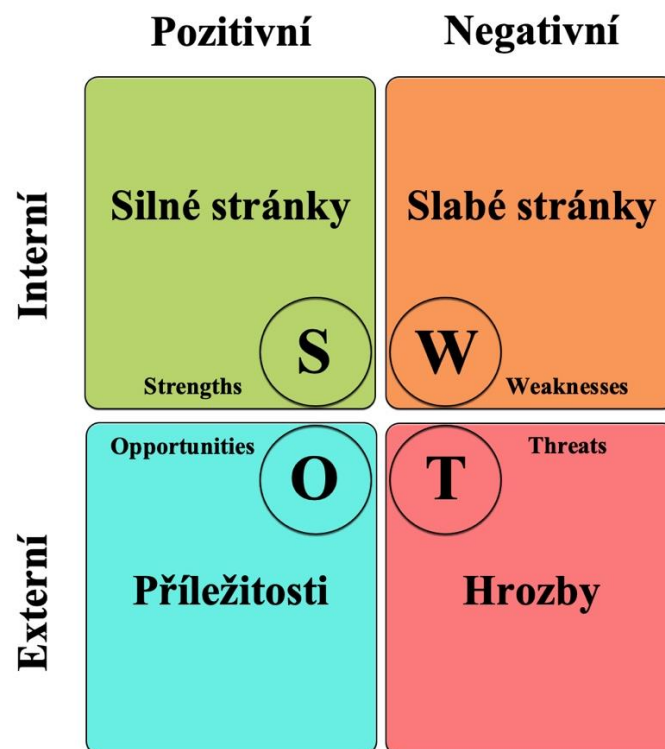 Pozitivní
Negativní
Interní
Silné stránky
Slabé stránky
S
W
Strengths
Weaknesses
Externí
Opportunities
Threats
O
T
Příležitosti
Hrozby